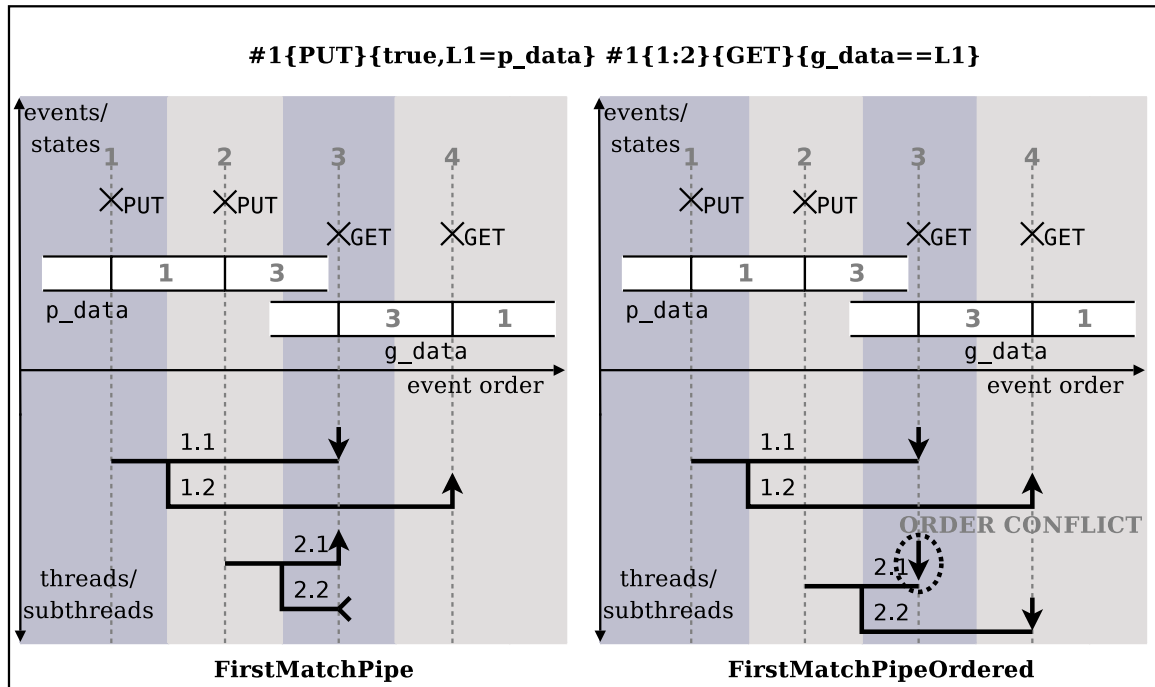 #1{PUT}{true,L1=p_data} #1{1:2}{GET}{g_data==L1}
events/
states
1 2 3 4
PUT PUT
GET GET
1 3
p_data
3 1
g_data
event order
1.1
1.2
2.1
2.2
threads/
subthreads
FirstMatchPipe
events/
states
1 2 3 4
PUT PUT
GET GET
1 3
p_data
3 1
g_data
event order
1.1
1.2
ORDER CONFLICT
2.1
2.2
threads/
subthreads
FirstMatchPipeOrdered